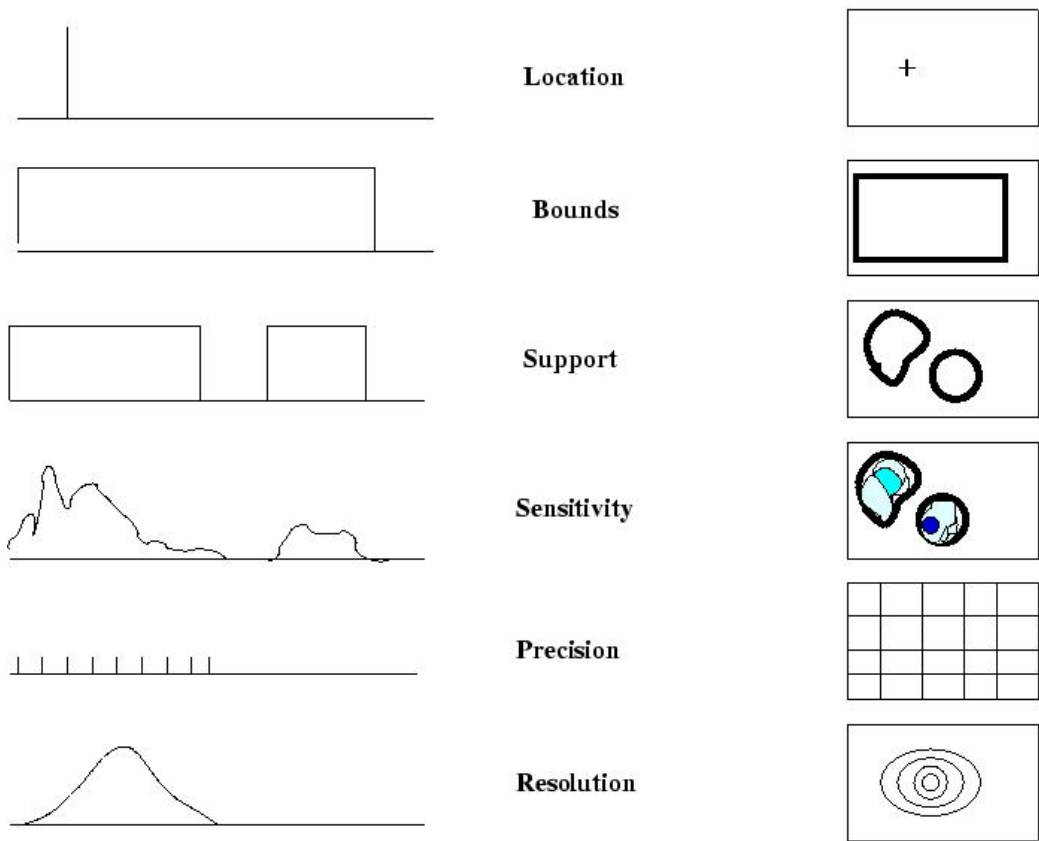 Location
Bounds
Support
Sensitivity
Precision
Resolution